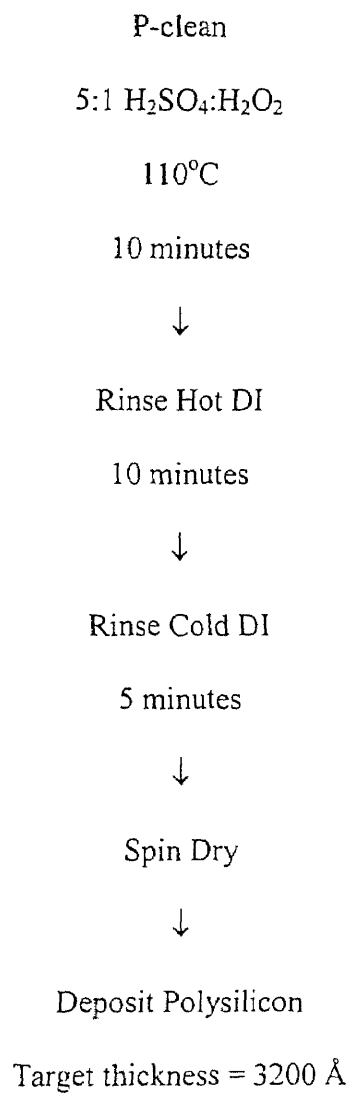 P-clean
5:1 H₂SO₄:H₂O₂
110°C
10 minutes
↓
Rinse Hot DI
10 minutes
↓
Rinse Cold DI
5 minutes
↓
Spin Dry
↓
Deposit Polysilicon
Target thickness = 3200 Å